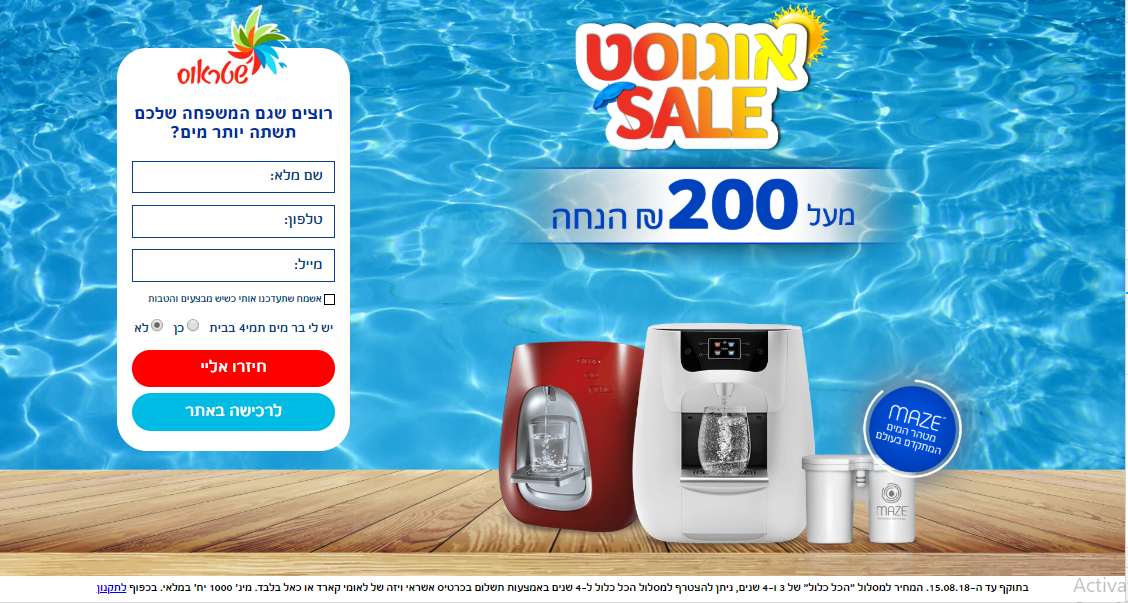 שטראוס
רוצים שגם המשפחה שלכם
תשתה יותר מים?
שם מלא:
טלפון:
מייל:
אשמח שתעדכנו אותי כשיש מבצעים והטבות
יש לי בר מים תמי4 בבית כן לא
חיזרו אליי
לרכישה באתר
אוגוסט
SALE
מעל 200 ₪ הנחה
MAZE™
מטהר המים
המתקדם בעולם
MAZE
בתוקף עד ה-15.08.18. המחיר למסלול "הכל כלול" של 3 ו-4 שנים, ניתן להצטרף למסלול הכל כלול ל-4 שנים באמצעות תשלום בכרטיס אשראי ויזה של לאומי קארד או כאל בלבד. מינ' 1000 יח' במלאי. בכפוף לתקנון
Activa